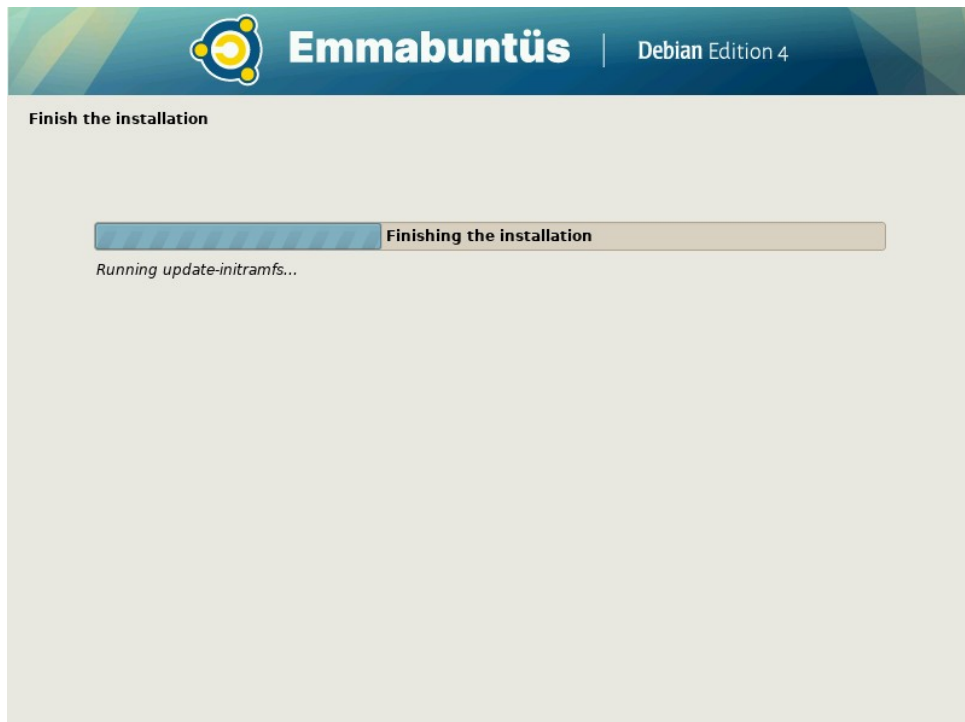 Emmabuntüs | Debian Edition 4
Finish the installation
Finishing the installation
Running update-initramfs...